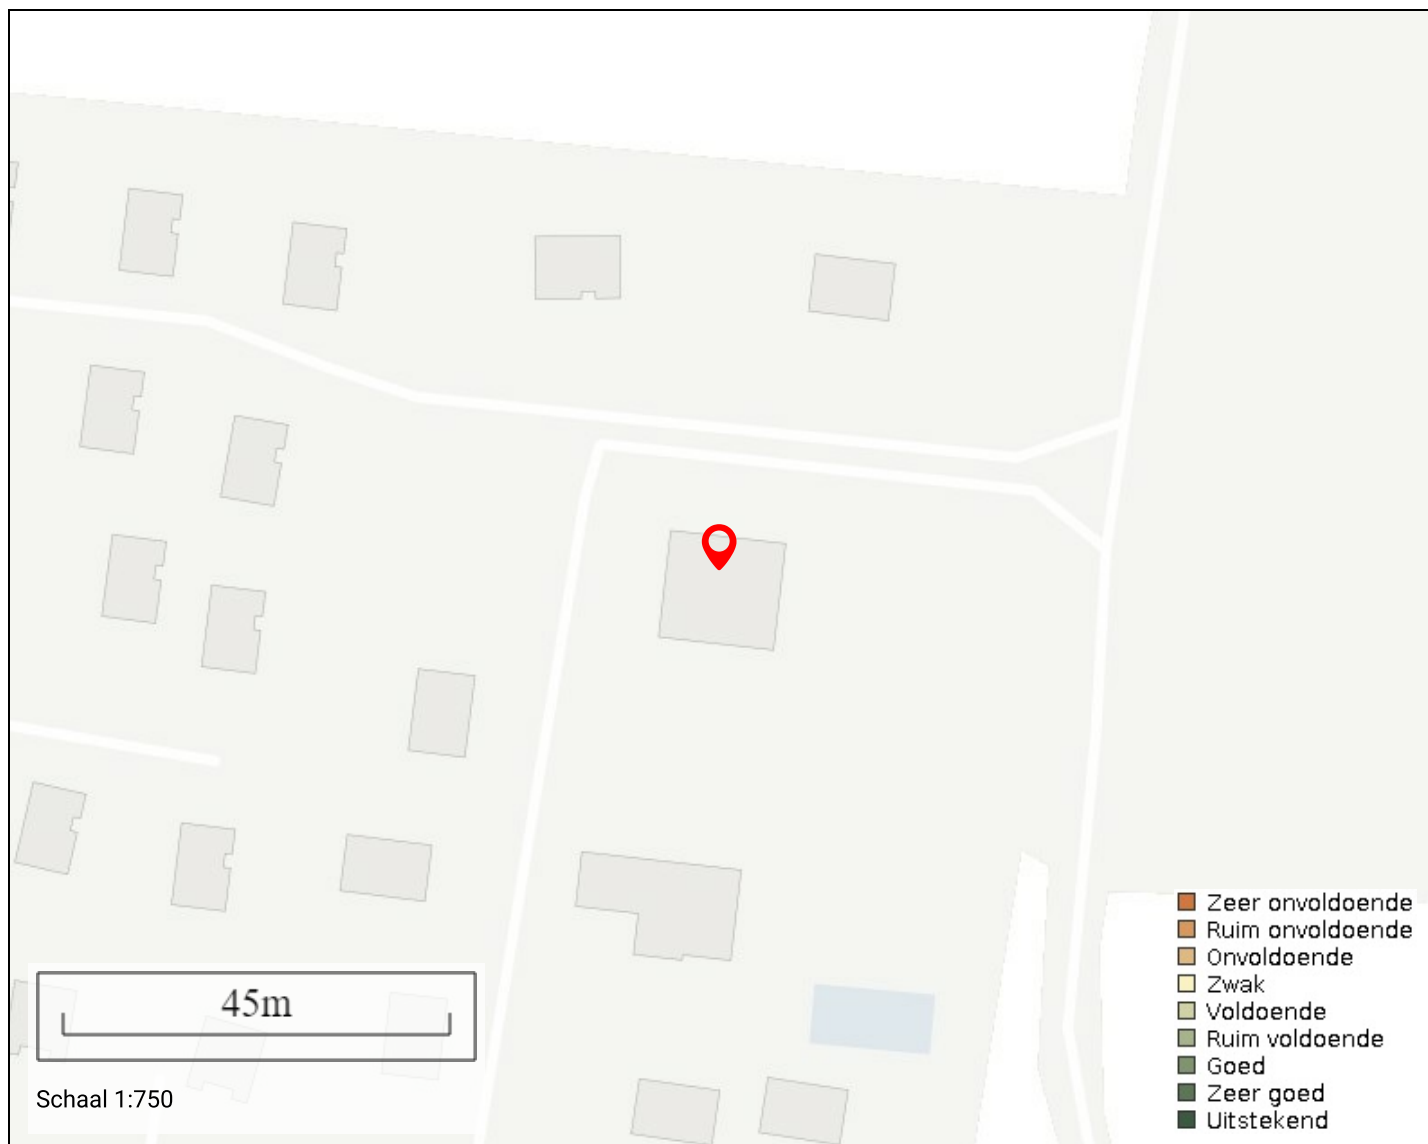 Zeer onvoldoende
Ruim onvoldoende
Onvoldoende
Zwak
Voldoende
Ruim voldoende
Goed
Zeer goed
Uitstekend
45m
Schaal 1:750